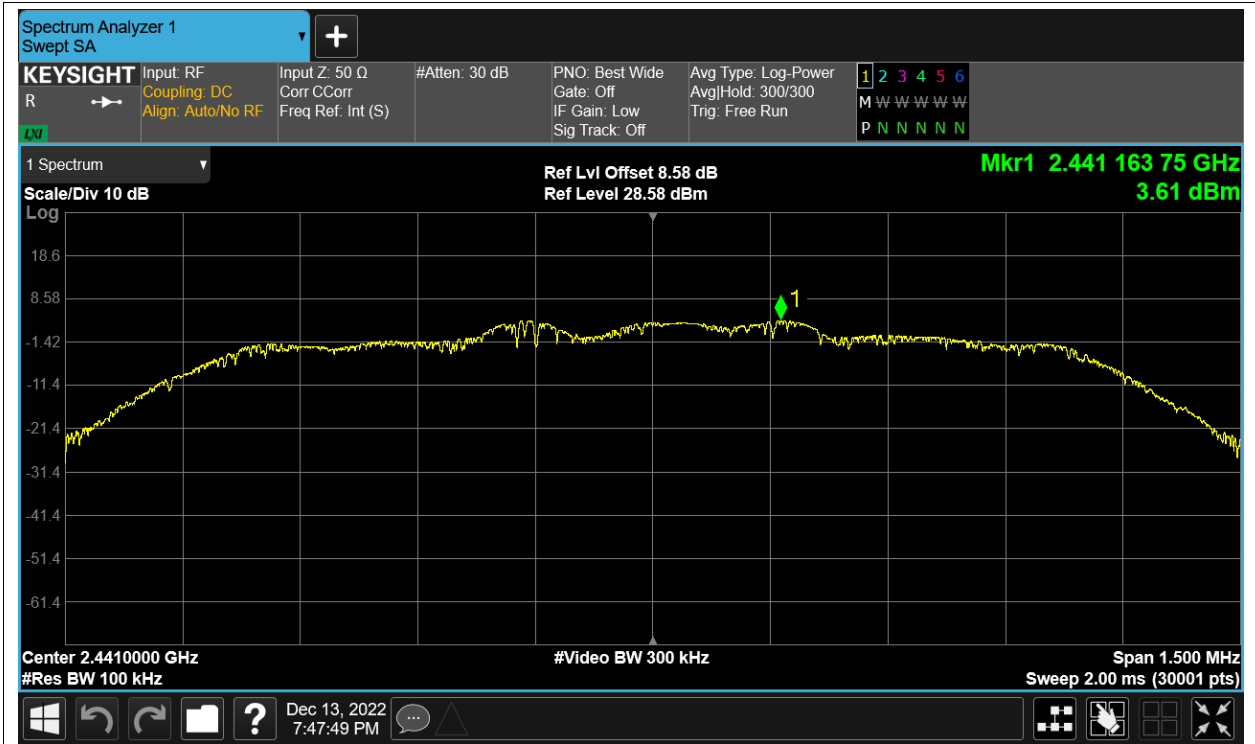 Spectrum Analyzer 1
Swept SA
KEYSIGHT
R
LXI
Input: RF
Coupling: DC
Align: Auto/No RF
Input Z: 50 Ω
Corr CCorr
Freq Ref: Int (S)
#Atten: 30 dB
PNO: Best Wide
Gate: Off
IF Gain: Low
Sig Track: Off
Avg Type: Log-Power
Avg|Hold: 300/300
Trig: Free Run
1 2 3 4 5 6
M W W W W W
P N N N N N
1 Spectrum
Scale/Div 10 dB
Log
Ref Lvl Offset 8.58 dB
Ref Level 28.58 dBm
Mkr1 2.441 163 75 GHz
3.61 dBm
18.6
8.58
1
-1.42
-11.4
-21.4
-31.4
-41.4
-51.4
-61.4
Center 2.4410000 GHz
#Video BW 300 kHz
Span 1.500 MHz
#Res BW 100 kHz
Sweep 2.00 ms (30001 pts)
?
Dec 13, 2022
7:47:49 PM